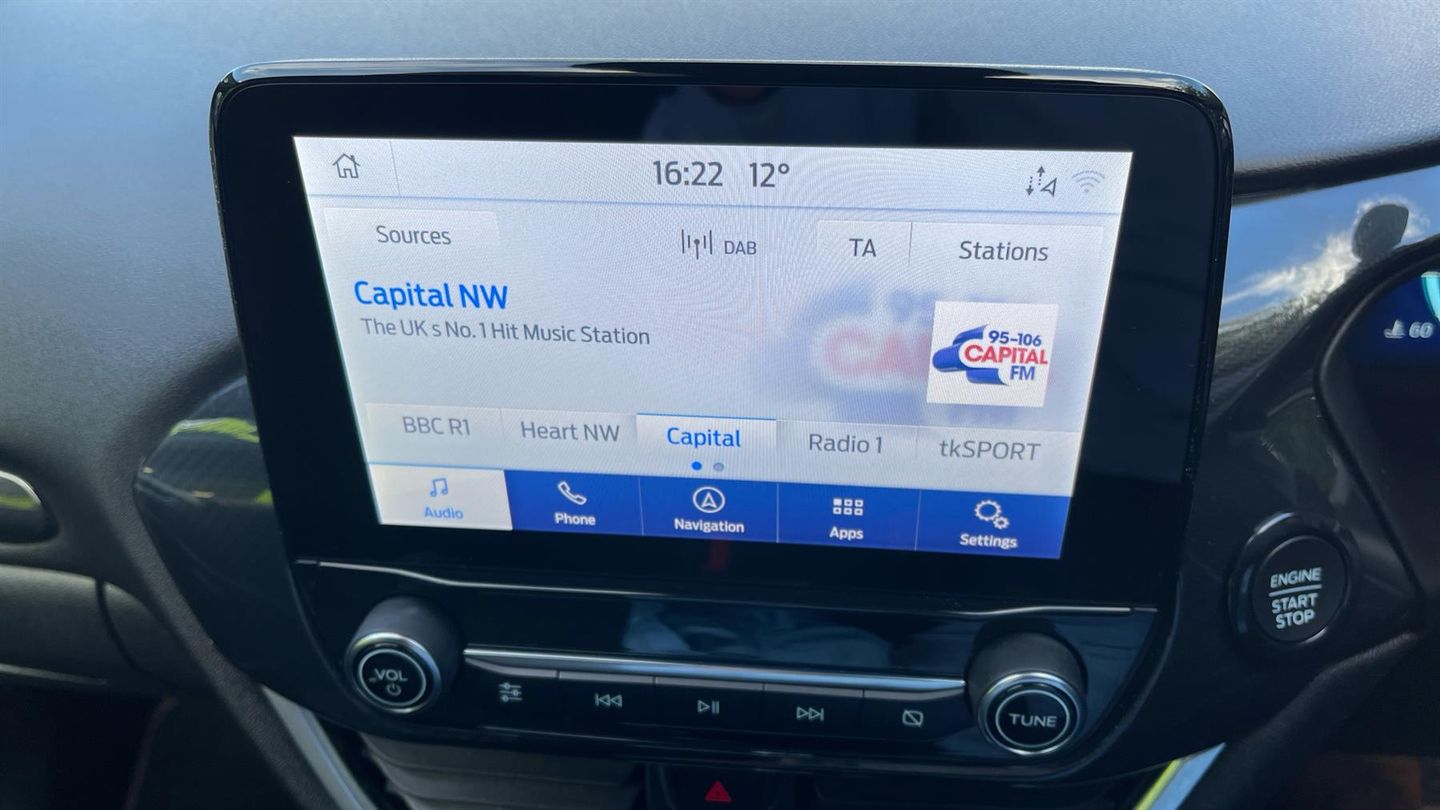 16:22 12°
Sources DAB TA Stations
Capital NW
The UK s No. 1 Hit Music Station
95-106
CAPITAL
FM
BBC R1 Heart NW Capital Radio 1 tkSPORT
Audio Phone Navigation Apps Settings
60
ENGINE
START
STOP
VOL
TUNE